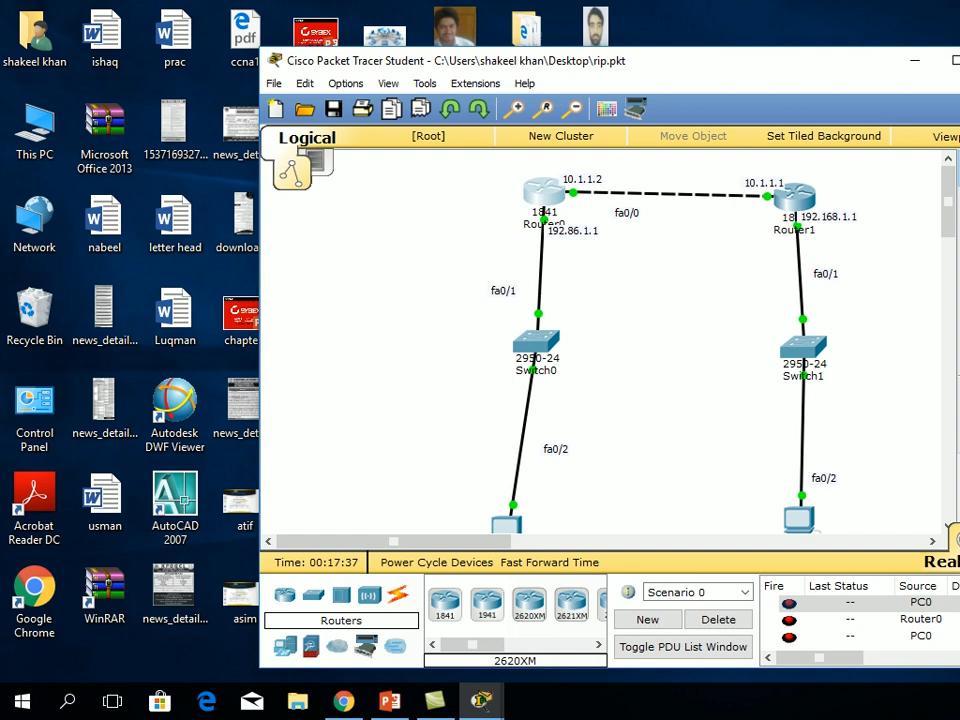 shakeel khan
ishaq
prac
pdf
ccna1
SYBEX
This PC
Microsoft
Office 2013
1537169327...
news_det
Network
nabeel
letter head
downloa
Recycle Bin
news_detail...
Luqman
SYBEX
chapte
Control
Panel
news_detail...
Autodesk
DWF Viewer
news_det
Acrobat
Reader DC
usman
AutoCAD
2007
atif
Google
Chrome
WinRAR
news_detail...
asim
Cisco Packet Tracer Student - C:\Users\shakeel khan\Desktop\rip.pkt
File Edit Options View Tools Extensions Help
Logical [Root] New Cluster Move Object Set Tiled Background Viewp
10.1.1.2
10.1.1.1
1841
Router0
fa0/0
18
192.168.1.1
Router1
192.86.1.1
fa0/1
fa0/1
2950-24
Switch0
2950-24
Switch1
fa0/2
fa0/2
Time: 00:17:37 Power Cycle Devices Fast Forward Time Real
Routers
1841 1941 2620XM 2621XM
2620XM
Scenario 0
New Delete
Toggle PDU List Window
Fire Last Status Source D
-- PC0
-- Router0
-- PC0